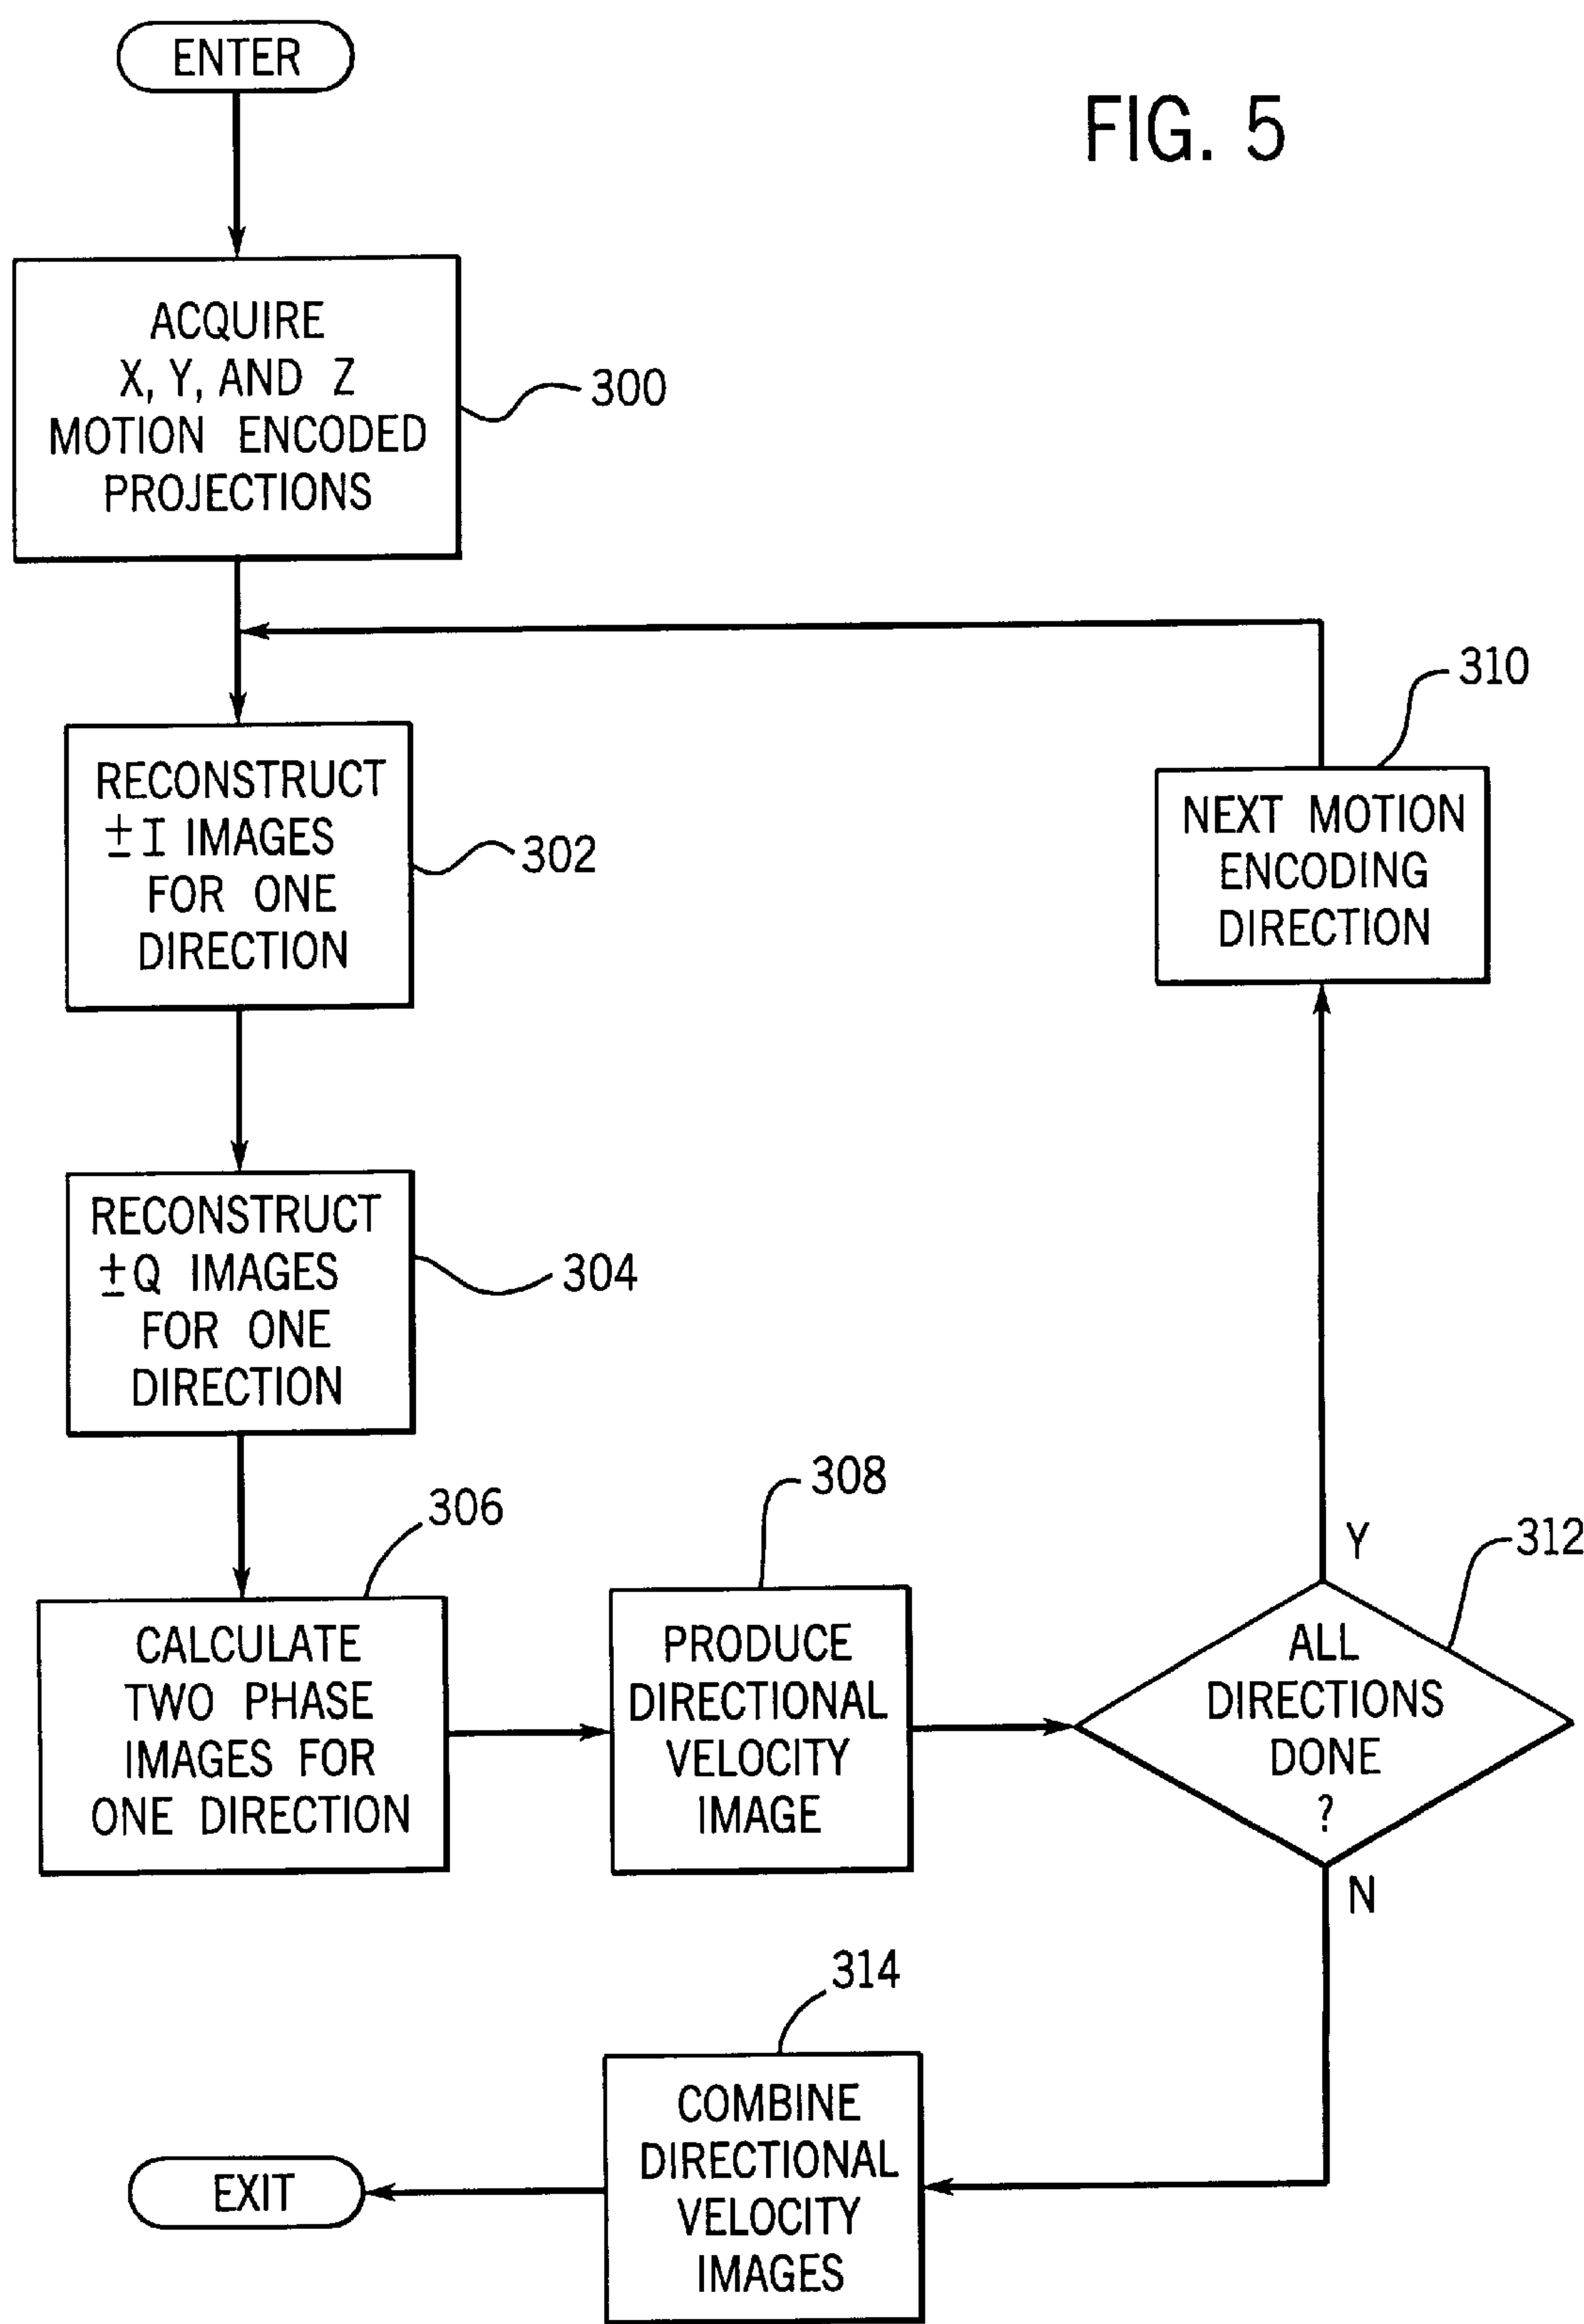 ENTER
FIG. 5
ACQUIRE
X, Y, AND Z
MOTION ENCODED
PROJECTIONS
300
310
RECONSTRUCT
±I IMAGES
FOR ONE
DIRECTION
302
NEXT MOTION
ENCODING
DIRECTION
RECONSTRUCT
±Q IMAGES
FOR ONE
DIRECTION
304
306
308
Y
312
CALCULATE
TWO PHASE
IMAGES FOR
ONE DIRECTION
PRODUCE
DIRECTIONAL
VELOCITY
IMAGE
ALL
DIRECTIONS
DONE
?
N
314
COMBINE
DIRECTIONAL
VELOCITY
IMAGES
EXIT